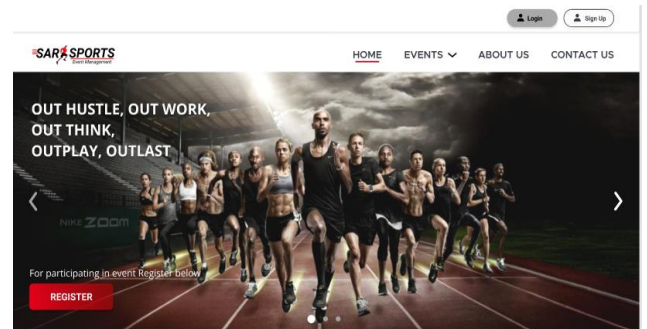 Login
Sign Up
SAR SPORTS
Event Management
HOME
EVENTS
ABOUT US
CONTACT US
OUT HUSTLE, OUT WORK,
OUT THINK,
OUTPLAY, OUTLAST
NIKE ZOOM
For participating in event Register below
REGISTER